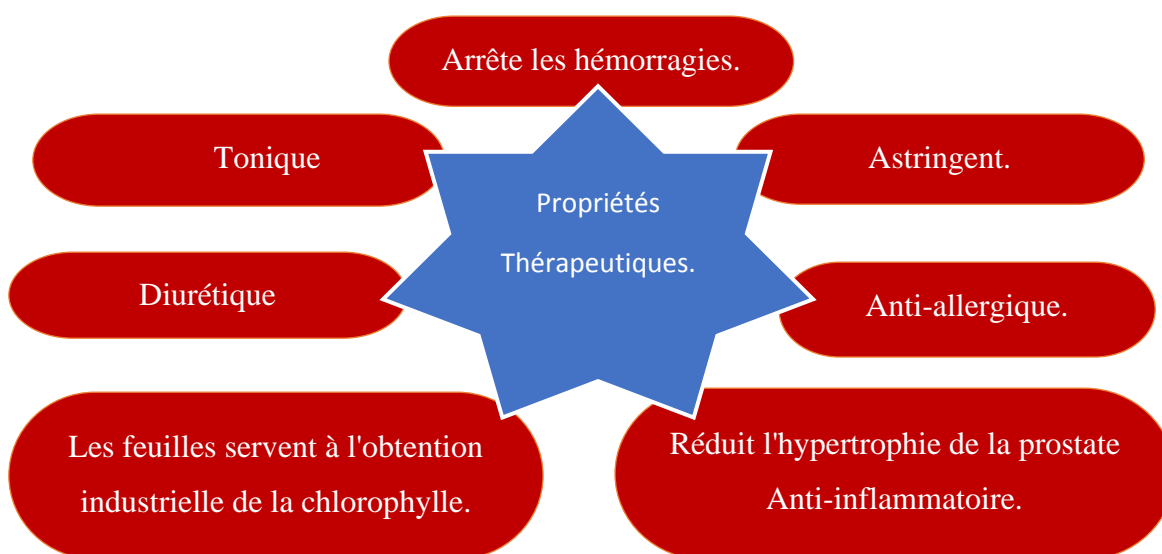 Arrête les hémorragies.
Tonique
Astringent.
Propriétés
Thérapeutiques.
Diurétique
Anti-allergique.
Les feuilles servent à l'obtention
industrielle de la chlorophylle.
Réduit l'hypertrophie de la prostate
Anti-inflammatoire.